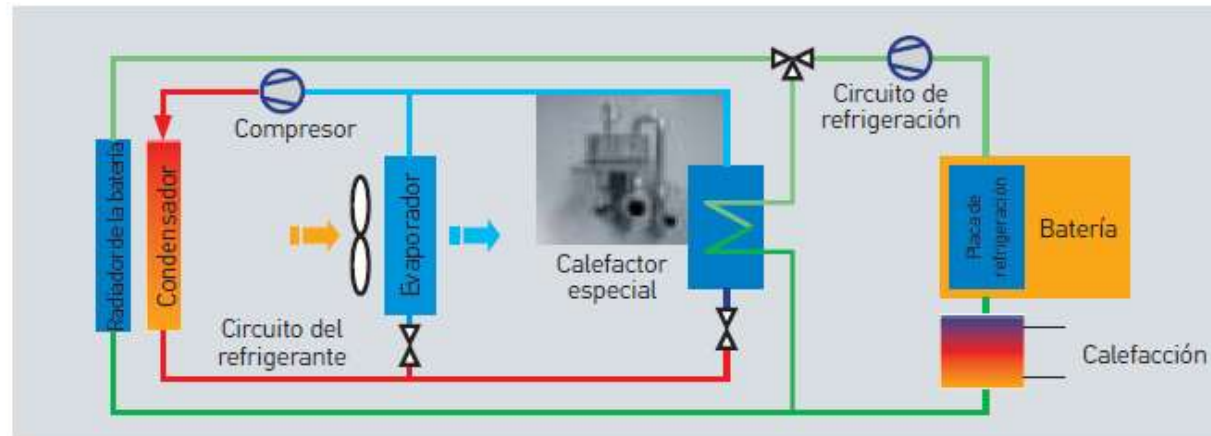 Compresor
Circuito de
refrigeración
Radiador de la batería
Condensador
Evaporador
Calefactor
especial
Placa de
refrigeración
Batería
Circuito del
refrigerante
Calefacción